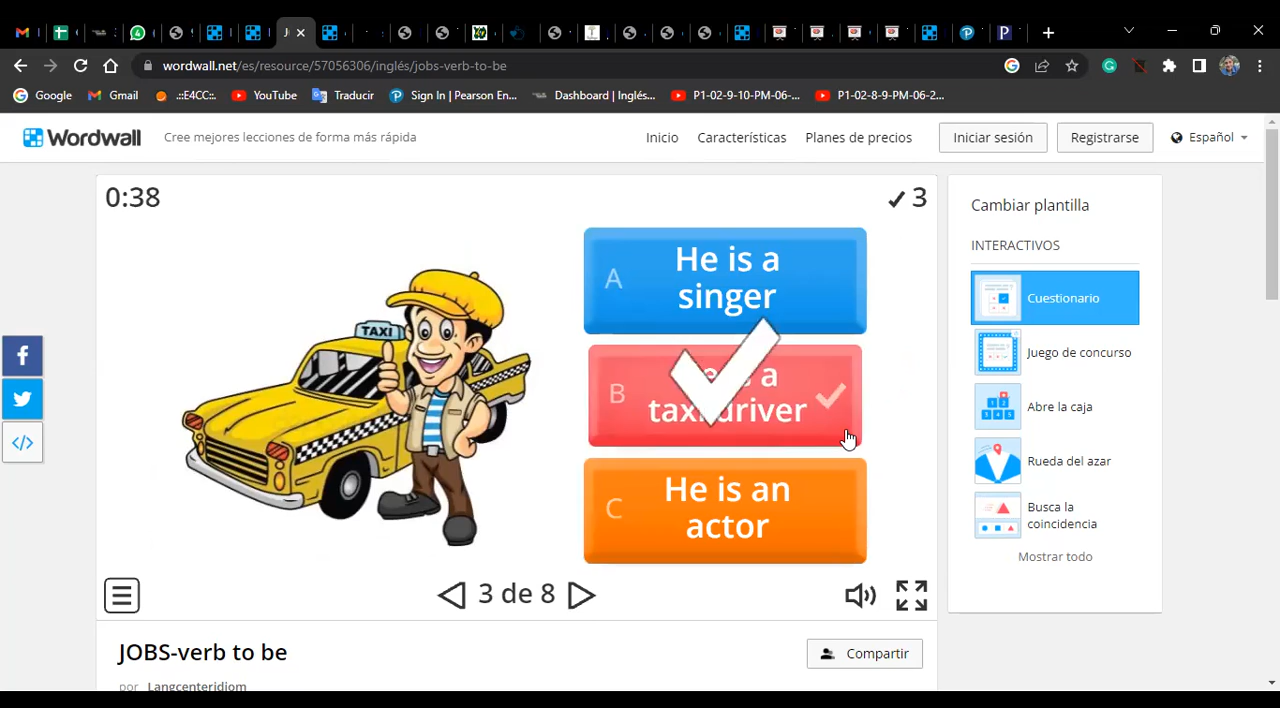 J
wordwall.net/es/resource/57056306/inglés/jobs-verb-to-be
Google Gmail .::E4CC::. YouTube Traducir Sign In | Pearson En... Dashboard | Inglés,... P1-02-9-10-PM-06-... P1-02-8-9-PM-06-2...
Wordwall Cree mejores lecciones de forma más rápida Inicio Características Planes de precios Iniciar sesión Registrarse Español
0:38 3
TAXI
A He is a
singer
B is a
taxi driver
C He is an
actor
3 de 8
JOBS-verb to be
Compartir
por Langcenteridiom
Cambiar plantilla
INTERACTIVOS
Cuestionario
Juego de concurso
Abre la caja
Rueda del azar
Busca la
coincidencia
Mostrar todo